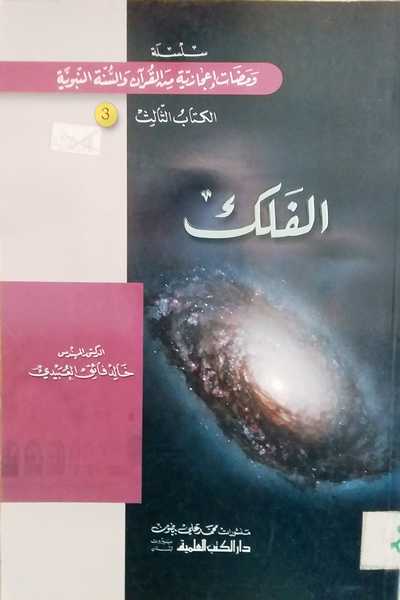 سلسلة
ومضات إعجازية من القرآن والسنة النبوية
الكتاب الثالث 3
الفلك
الدكتور المهندس
خالد فائق العبيدي
منشورات محمد علي بيضون
دار الكتب العلمية